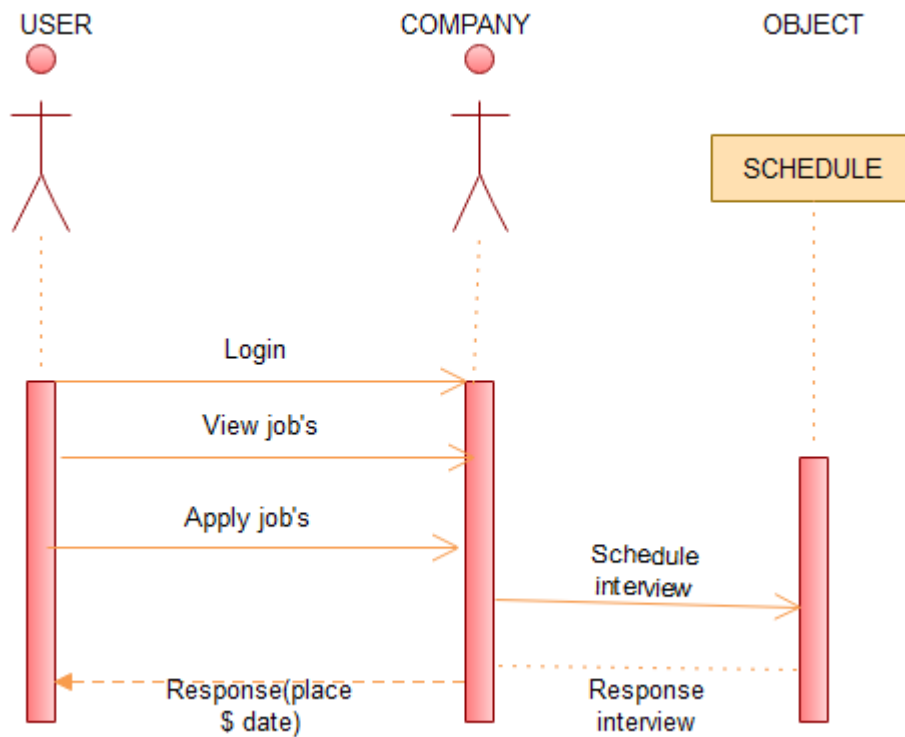 USER
COMPANY
OBJECT
SCHEDULE
Login
View job's
Apply job's
Schedule
interview
Response(place
$ date)
Response
interview